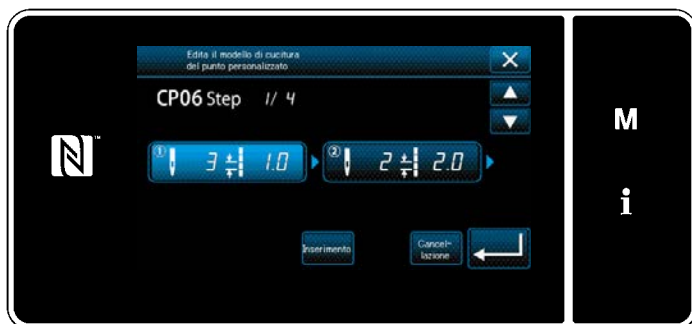 Edita il modello di cucitura
del punto personalizzato
CP06 Step 1/ 4
① 3 1.0 ② 2 2.0
Inserimento
Cancel-
lazione
M
i